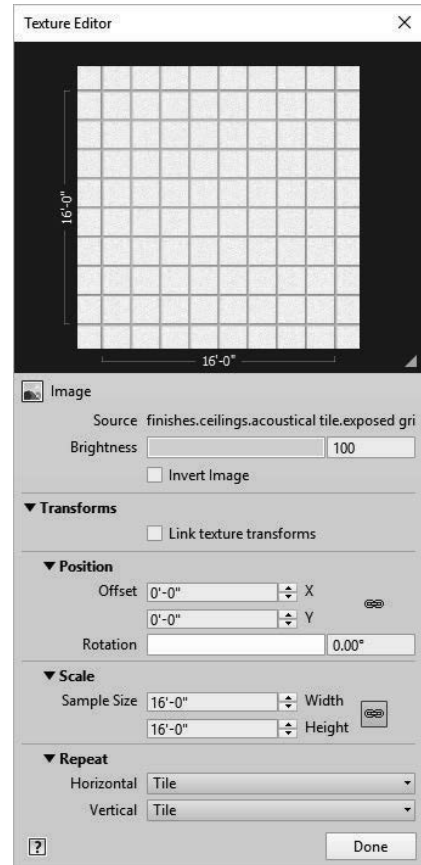 Texture Editor
16'-0"
16'-0"
Image
Source finishes.ceilings.acoustical tile.exposed gri
Brightness 100
Invert Image
Transforms
Link texture transforms
Position
Offset 0'-0" X
0'-0" Y
Rotation 0.00°
Scale
Sample Size 16'-0" Width
16'-0" Height
Repeat
Horizontal Tile
Vertical Tile
? Done